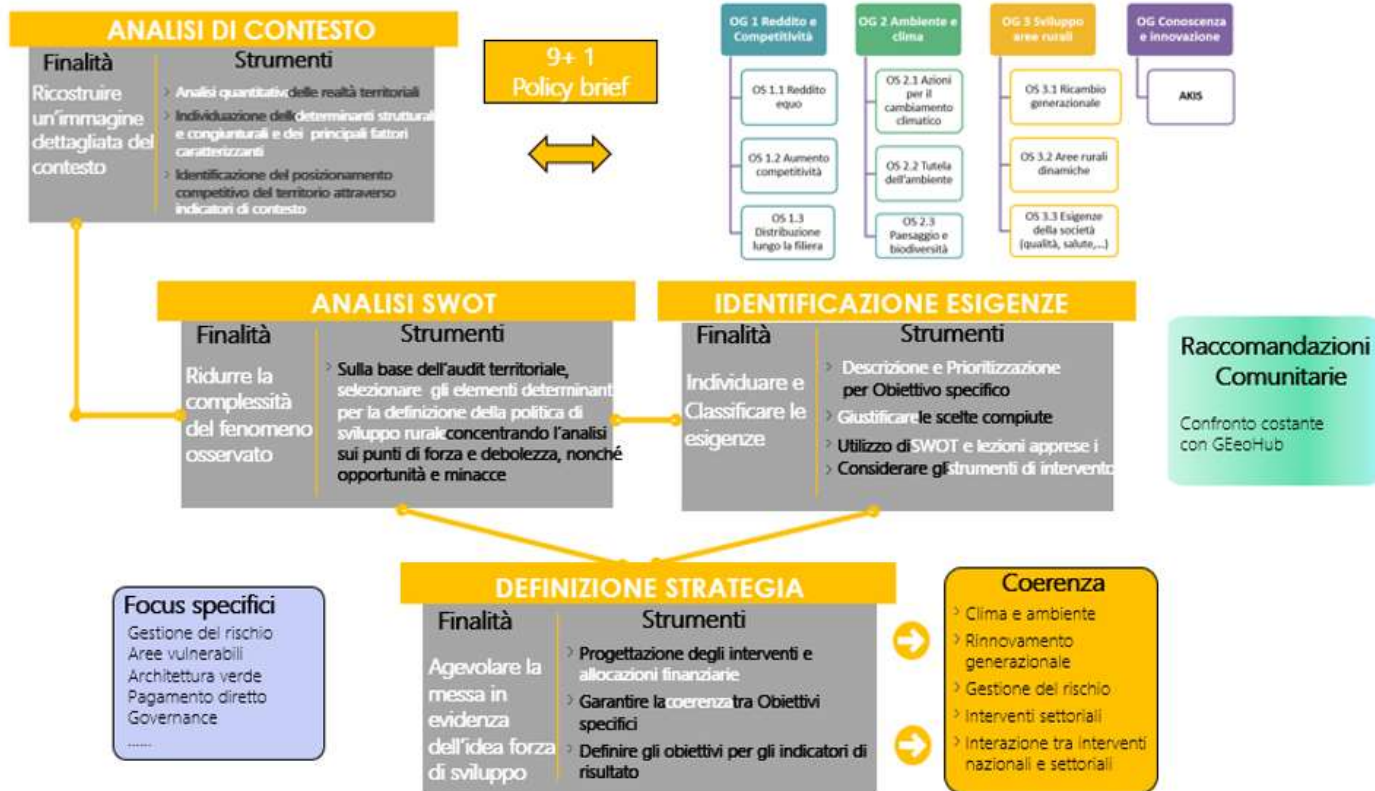 ANALISI DI CONTESTO
Finalità
Ricostruire
un'immagine
dettagliata del
contesto
Strumenti
Analisi quantitativa delle realtà territoriali
Individuazione delle determinanti strutturali
e congiunturali e dei principali fattori
caratterizzanti
Identificazione del posizionamento
competitivo del territorio attraverso
indicatori di contesto
9+ 1
Policy brief
OG 1 Reddito e
Competitività
OS 1.1 Reddito
equo
OS 1.2 Aumento
competitività
OS 1.3
Distribuzione
lungo la filiera
OG 2 Ambiente e
clima
OS 2.1 Azioni
per il
cambiamento
climatico
OS 2.2 Tutela
dell'ambiente
OS 2.3
Paesaggio e
biodiversità
OG 3 Sviluppo
aree rurali
OS 3.1 Ricambio
generazionale
OS 3.2 Aree rurali
dinamiche
OS 3.3 Esigenze
della società
(qualità, salute,...)
OG Conoscenza
e innovazione
AKIS
ANALISI SWOT
Finalità
Ridurre la
complessità
del fenomeno
osservato
Strumenti
Sulla base dell'audit territoriale,
selezionare gli elementi determinant
per la definizione della politica di
sviluppo rurale concentrando l'analisi
sui punti di forza e debolezza, nonché
opportunità e minacce
IDENTIFICAZIONE ESIGENZE
Finalità
Individuare e
Classificare le
esigenze
Strumenti
Descrizione e Prioritizzazione
per Obiettivo specifico
Giustificare le scelte compiute
Utilizzo di SWOT e lezioni apprese i
Considerare gli strumenti di intervento
Raccomandazioni
Comunitarie
Confronto costante
con GEeoHub
Focus specifici
Gestione del rischio
Aree vulnerabili
Architettura verde
Pagamento diretto
Governance
......
DEFINIZIONE STRATEGIA
Finalità
Agevolare la
messa in
evidenza
dell'idea forza
di sviluppo
Strumenti
Progettazione degli interventi e
allocazioni finanziarie
Garantire la coerenza tra Obiettivi
specifici
Definire gli obiettivi per gli indicatori di
risultato
Coerenza
Clima e ambiente
Rinnovamento
generazionale
Gestione del rischio
Interventi settoriali
Interazione tra interventi
nazionali e settoriali